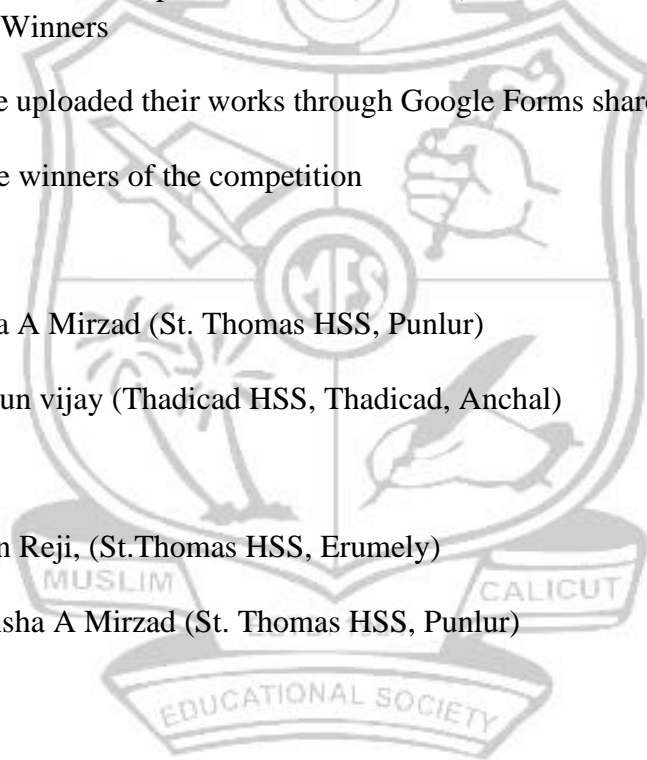 Winners
e uploaded their works through Google Forms share
e winners of the competition
a A Mirzad (St. Thomas HSS, Punlur)
un vijay (Thadicad HSS, Thadicad, Anchal)
n Reji, (St.Thomas HSS, Erumely)
isha A Mirzad (St. Thomas HSS, Punlur)
MES
MUSLIM
CALICUT
EDUCATIONAL SOCIETY